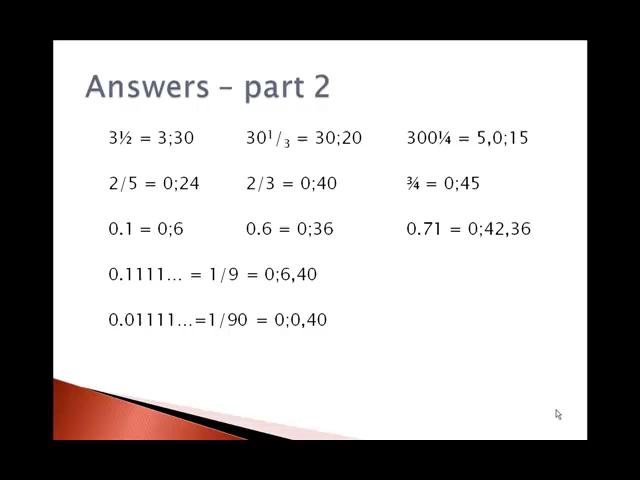 Answers – part 2
3½ = 3;30 30¹/₃ = 30;20 300¼ = 5,0;15
2/5 = 0;24 2/3 = 0;40 ¾ = 0;45
0.1 = 0;6 0.6 = 0;36 0.71 = 0;42,36
0.1111... = 1/9 = 0;6,40
0.01111...=1/90 = 0;0,40